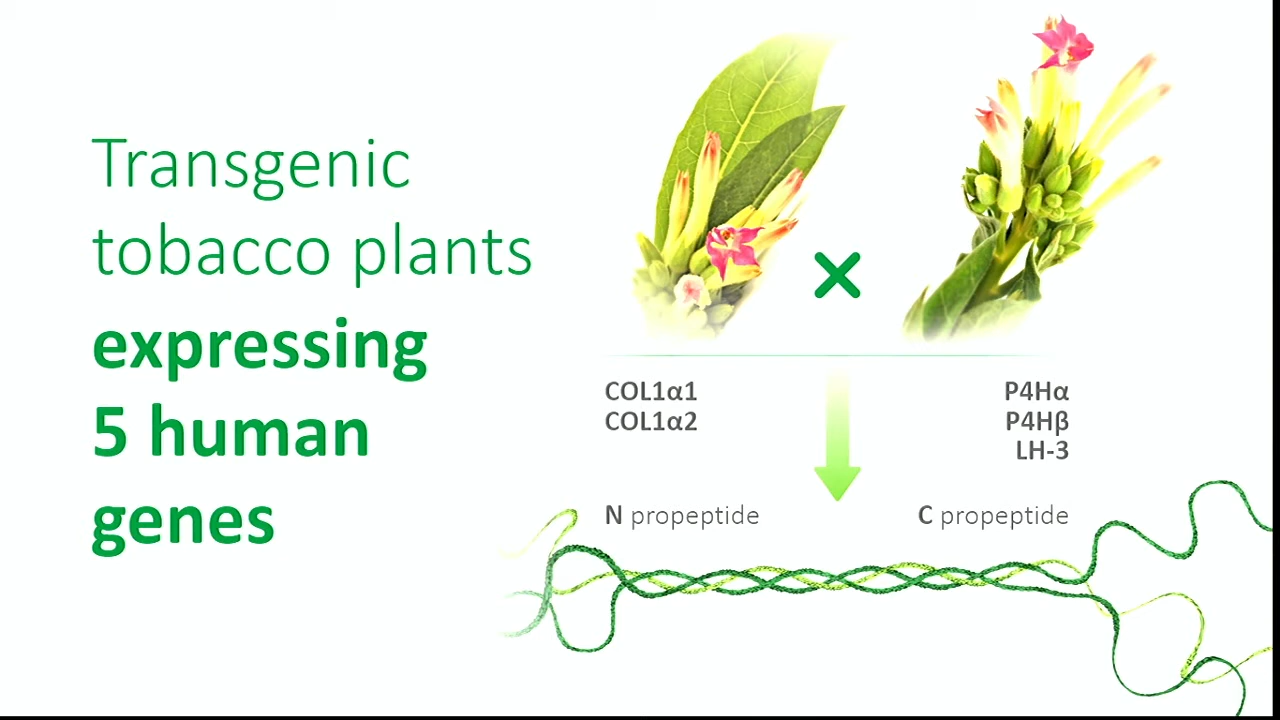 Transgenic
tobacco plants
expressing
5 human
genes
×
COL1α1
COL1α2
P4Hα
P4Hβ
LH-3
N propeptide
C propeptide